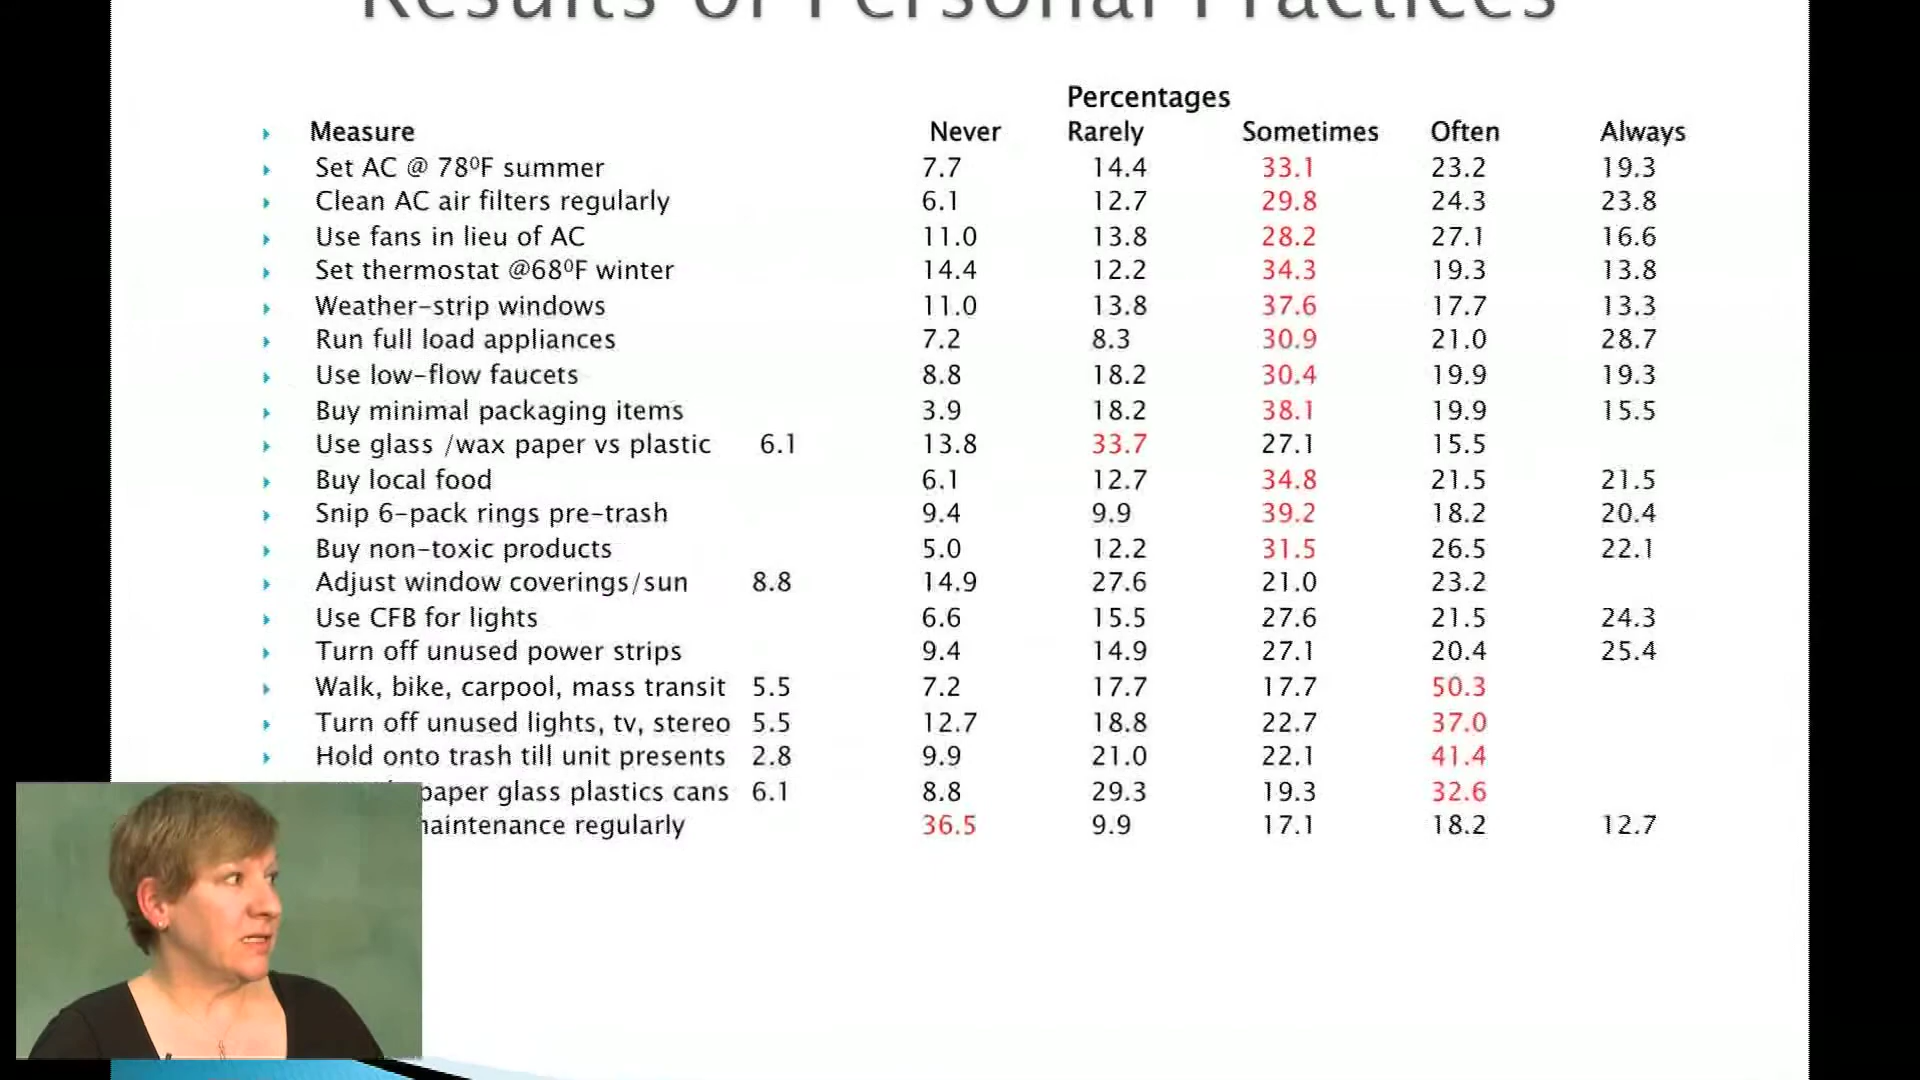 Results of Personal Practices
Percentages
Measure Never Rarely Sometimes Often Always
Set AC @ 78⁰F summer 7.7 14.4 33.1 23.2 19.3
Clean AC air filters regularly 6.1 12.7 29.8 24.3 23.8
Use fans in lieu of AC 11.0 13.8 28.2 27.1 16.6
Set thermostat @68⁰F winter 14.4 12.2 34.3 19.3 13.8
Weather-strip windows 11.0 13.8 37.6 17.7 13.3
Run full load appliances 7.2 8.3 30.9 21.0 28.7
Use low-flow faucets 8.8 18.2 30.4 19.9 19.3
Buy minimal packaging items 3.9 18.2 38.1 19.9 15.5
Use glass /wax paper vs plastic 6.1 13.8 33.7 27.1 15.5
Buy local food 6.1 12.7 34.8 21.5 21.5
Snip 6-pack rings pre-trash 9.4 9.9 39.2 18.2 20.4
Buy non-toxic products 5.0 12.2 31.5 26.5 22.1
Adjust window coverings/sun 8.8 14.9 27.6 21.0 23.2
Use CFB for lights 6.6 15.5 27.6 21.5 24.3
Turn off unused power strips 9.4 14.9 27.1 20.4 25.4
Walk, bike, carpool, mass transit 5.5 7.2 17.7 17.7 50.3
Turn off unused lights, tv, stereo 5.5 12.7 18.8 22.7 37.0
Hold onto trash till unit presents 2.8 9.9 21.0 22.1 41.4
paper glass plastics cans 6.1 8.8 29.3 19.3 32.6
maintenance regularly 36.5 9.9 17.1 18.2 12.7